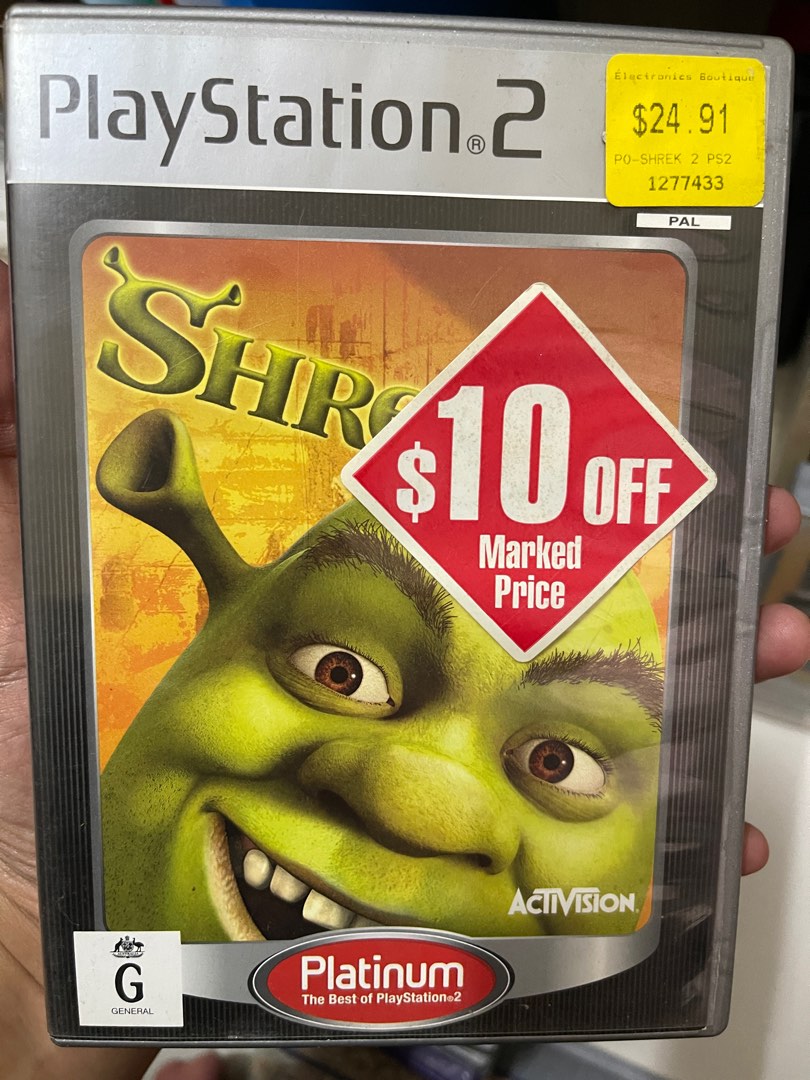 PlayStation®2
Electronics Boutique
$24.91
PO-SHREK 2 PS2
1277433
PAL
SHRE
$10 OFF
Marked
Price
ACTIVISION.
AUSTRALIA
G
GENERAL
Platinum
The Best of PlayStation®2